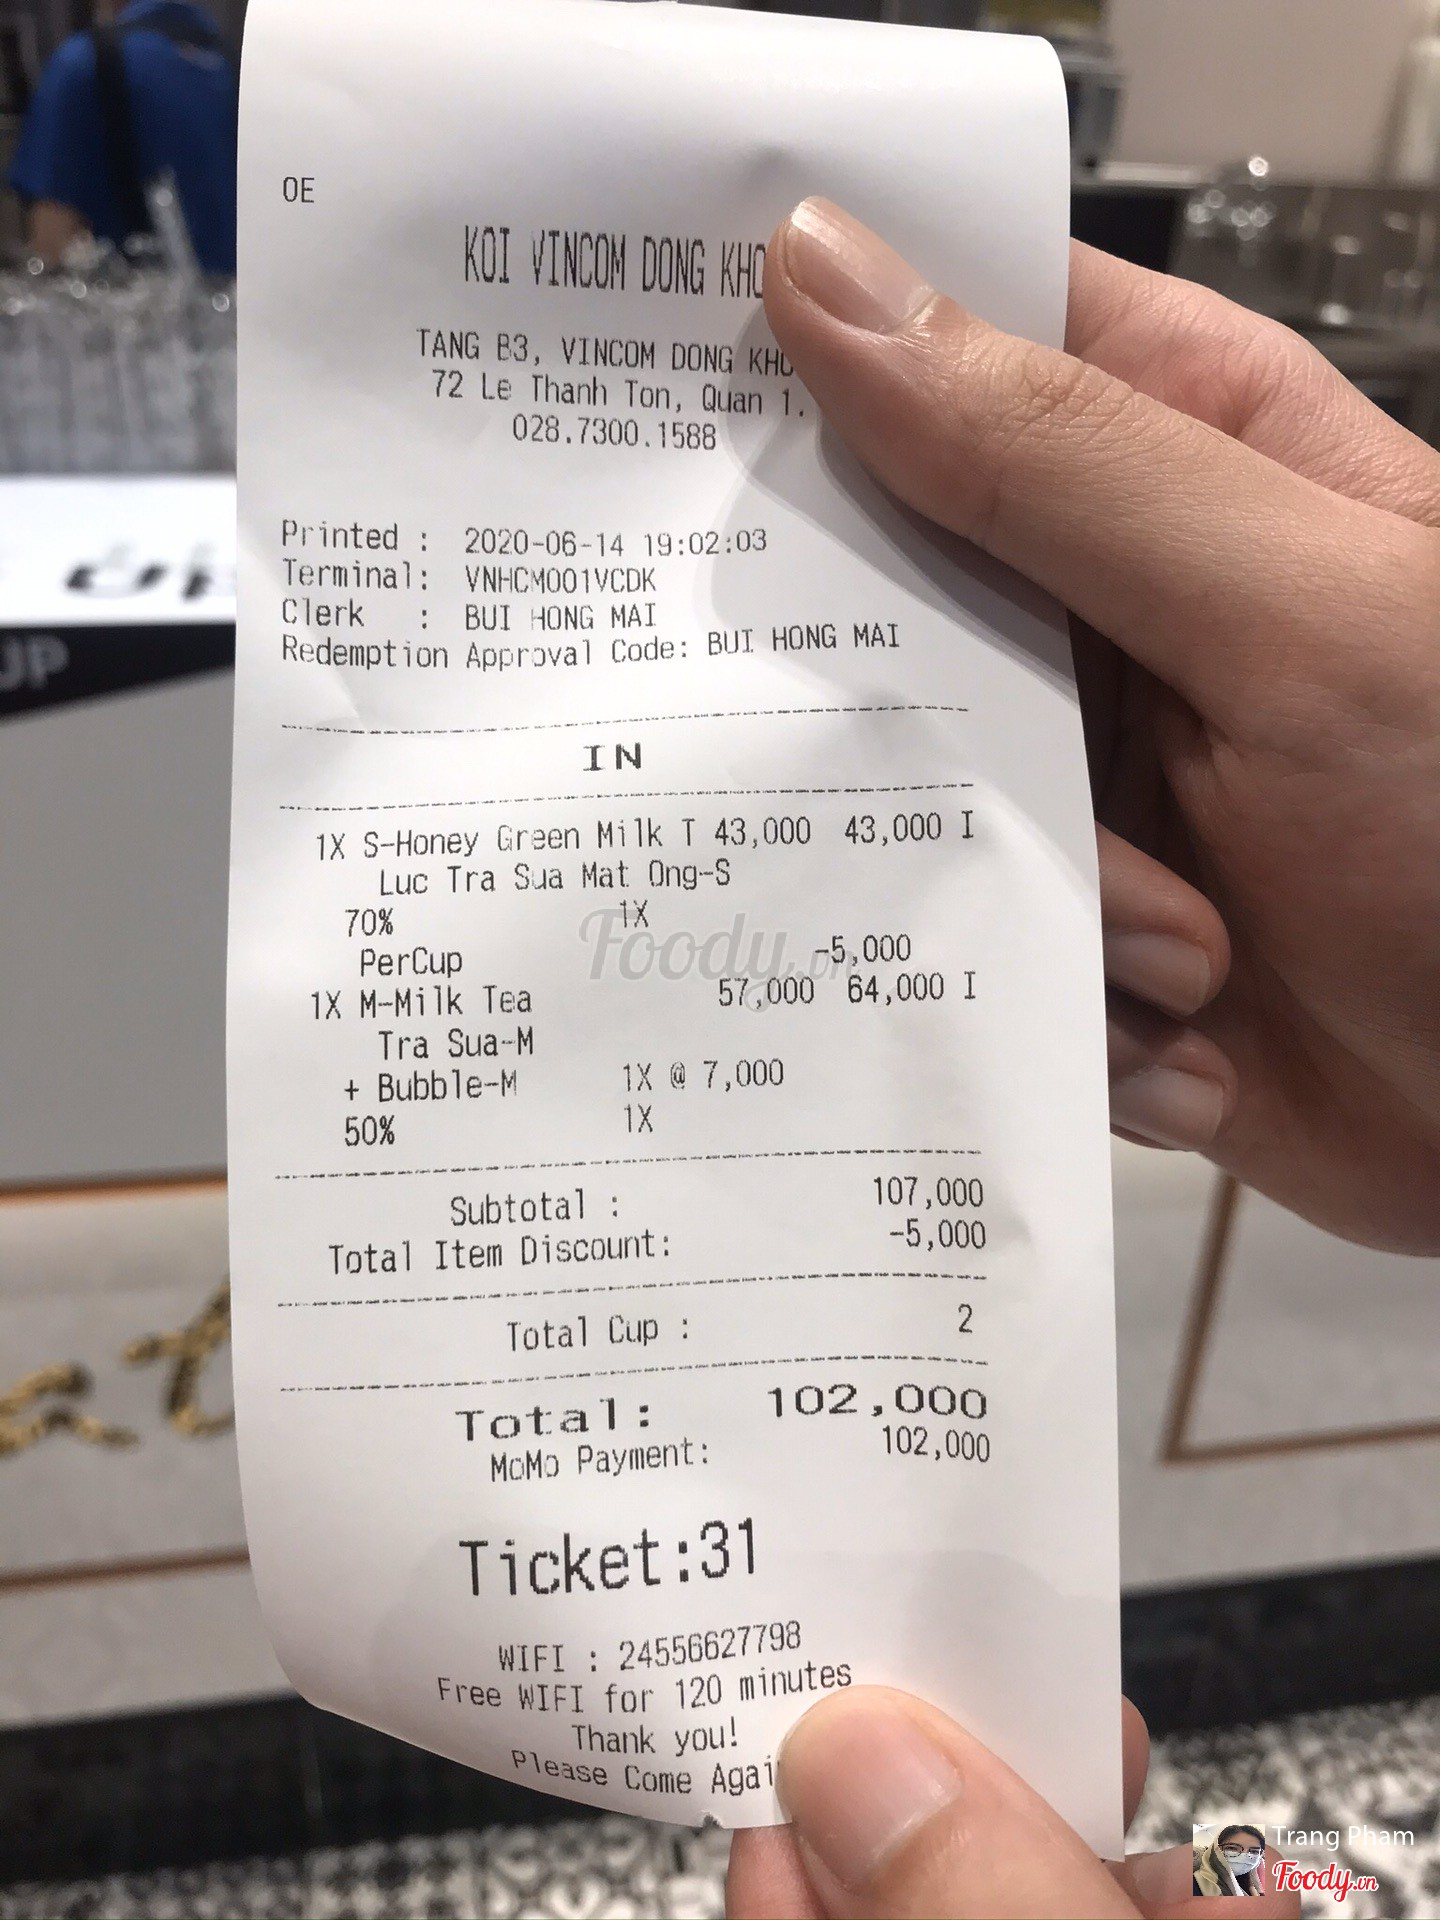 OE
KOI VINCOM DONG KHO
TANG B3, VINCOM DONG KHO
72 Le Thanh Ton, Quan 1.
028.7300.1588
Printed : 2020-06-14 19:02:03
Terminal: VNHCM001VCDK
Clerk : BUI HONG MAI
Redemption Approval Code: BUI HONG MAI
IN
1X S-Honey Green Milk T 43,000 43,000 I
Luc Tra Sua Mat Ong-S
70% 1X
PerCup -5,000
1X M-Milk Tea 57,000 64,000 I
Tra Sua-M
+ Bubble-M 1X @ 7,000
50% 1X
Subtotal : 107,000
Total Item Discount: -5,000
Total Cup : 2
Total: 102,000
MoMo Payment: 102,000
Ticket:31
WIFI : 24556627798
Free WIFI for 120 minutes
Thank you!
Please Come Agai
Foody.vn
UP
Trang Pham
Foody.vn